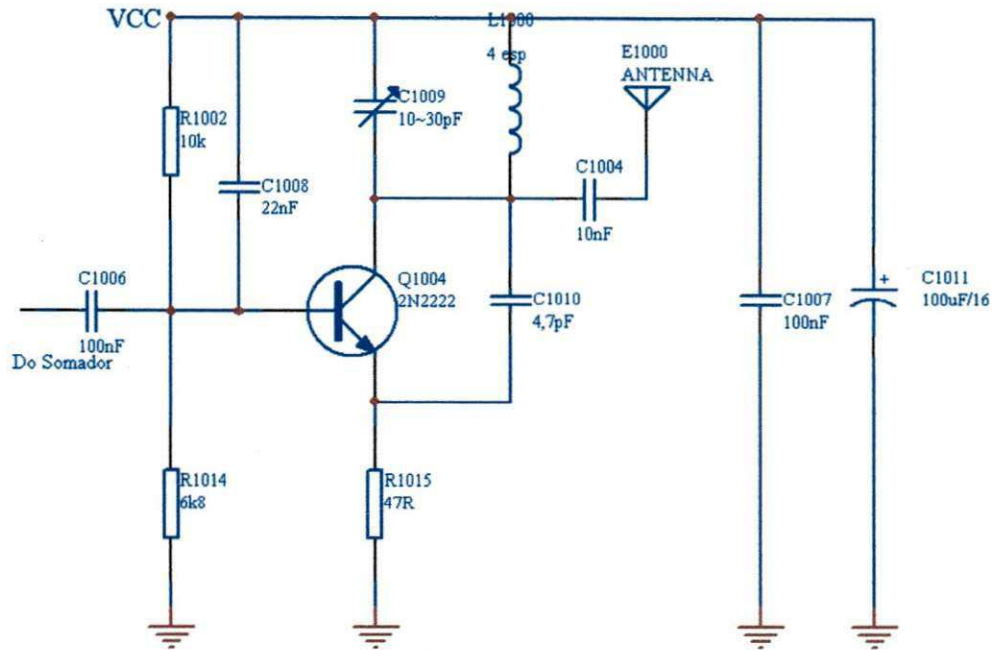 VCC
L1000
4 esp
E1000
ANTENNA
C1009
10~30pF
R1002
10k
C1008
22nF
C1004
10nF
C1006
100nF
Do Somador
Q1004
2N2222
C1010
4,7pF
C1007
100nF
+
C1011
100uF/16
R1014
6k8
R1015
47R